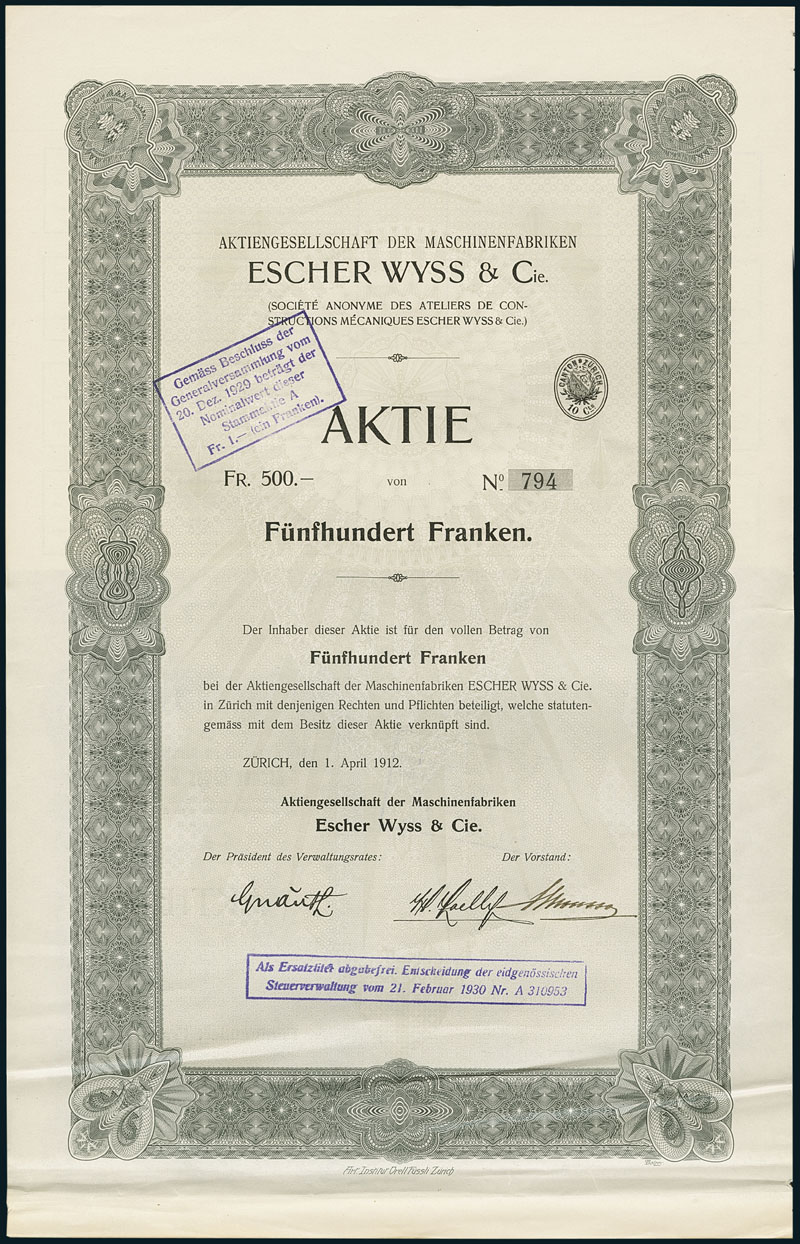 AKTIENGESELLSCHAFT DER MASCHINENFABRIKEN
ESCHER WYSS & Cie.
(SOCIÉTÉ ANONYME DES ATELIERS DE CON-
STRUCTIONS MÉCANIQUES ESCHER WYSS & Cie.)
Gemäss Beschluss der
Generalversammlung vom
20. Dez. 1929 beträgt der
Nominalwert dieser
Stammaktie A
Fr. 1.— (ein Franken).
CANTON ZÜRICH
10 Cts
AKTIE
FR. 500.— von No. 794
Fünfhundert Franken.
Der Inhaber dieser Aktie ist für den vollen Betrag von
Fünfhundert Franken
bei der Aktiengesellschaft der Maschinenfabriken ESCHER WYSS & Cie.
in Zürich mit denjenigen Rechten und Pflichten beteiligt, welche statuten-
gemäss mit dem Besitz dieser Aktie verknüpft sind.
ZÜRICH, den 1. April 1912.
Aktiengesellschaft der Maschinenfabriken
Escher Wyss & Cie.
Der Präsident des Verwaltungsrates: Der Vorstand:
Als Ersatztitel abgabefrei. Entscheidung der eidgenössischen
Steuerverwaltung vom 21. Februar 1930 Nr. A 310953
Art. Institut Orell Füssli Zürich